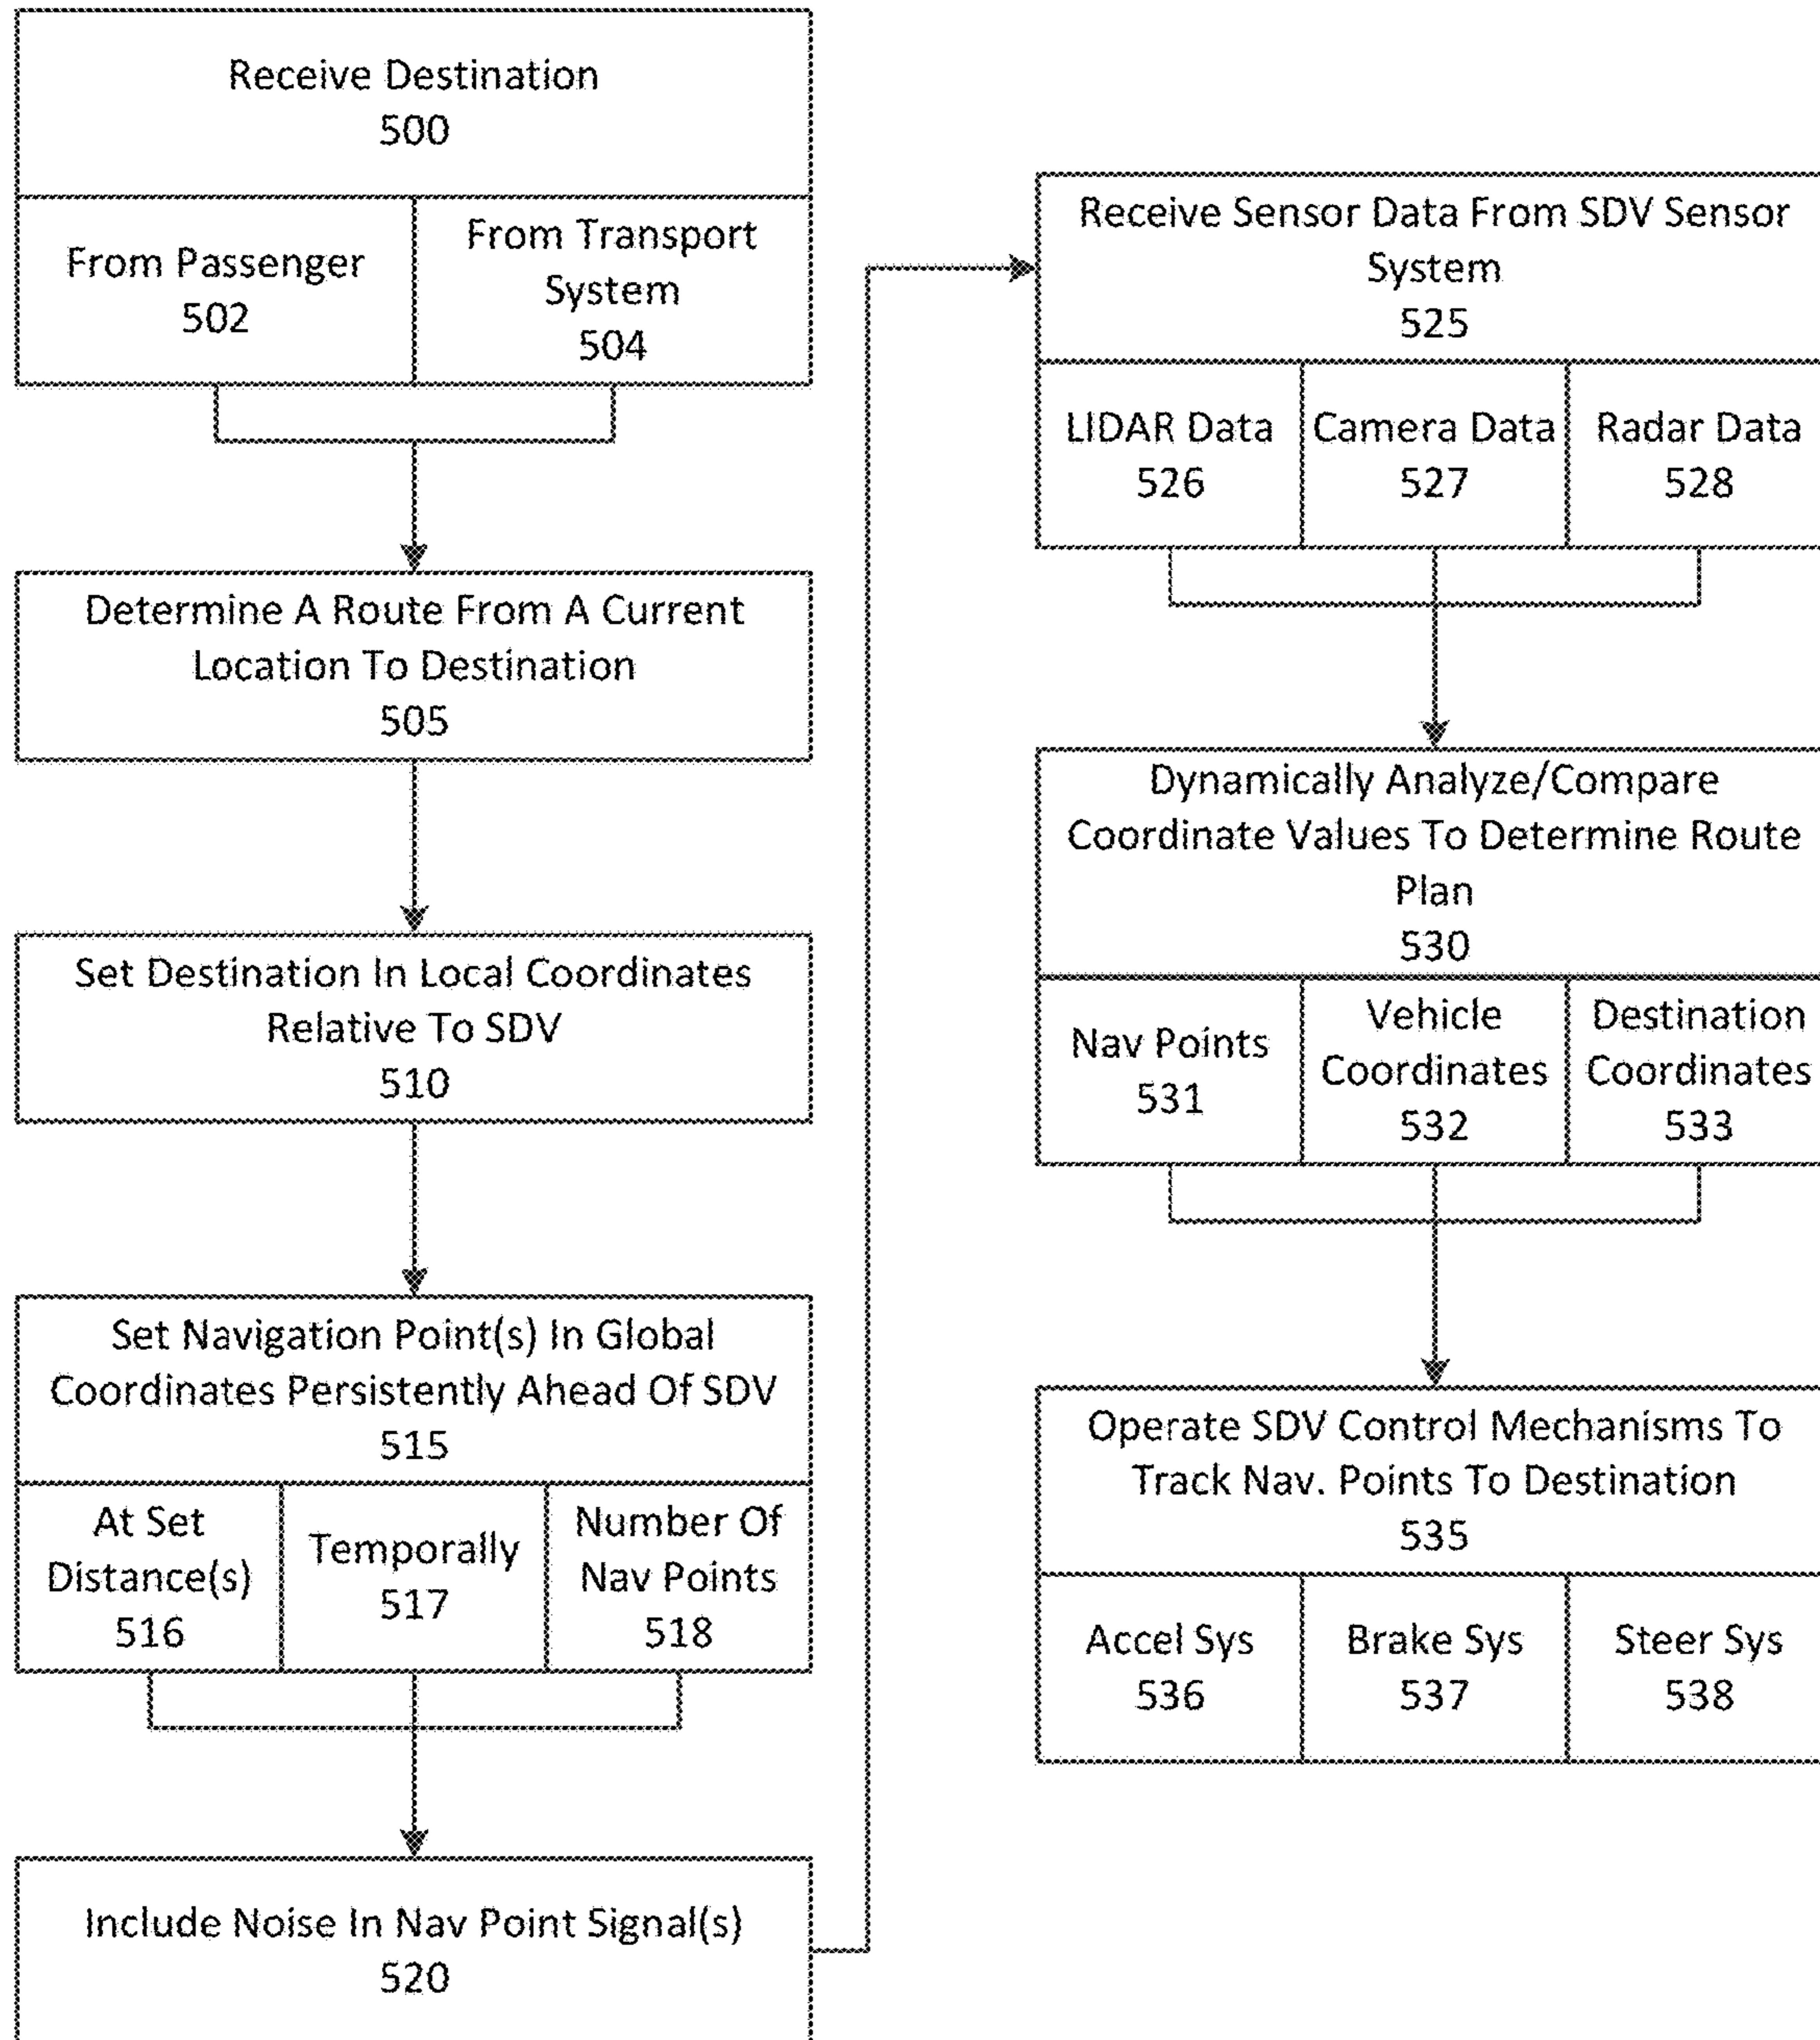 Receive Destination
500
From Passenger
502
From Transport
System
504
Determine A Route From A Current
Location To Destination
505
Set Destination In Local Coordinates
Relative To SDV
510
Set Navigation Point(s) In Global
Coordinates Persistently Ahead Of SDV
515
At Set
Distance(s)
516
Temporally
517
Number Of
Nav Points
518
Include Noise In Nav Point Signal(s)
520
Receive Sensor Data From SDV Sensor
System
525
LIDAR Data
526
Camera Data
527
Radar Data
528
Dynamically Analyze/Compare
Coordinate Values To Determine Route
Plan
530
Nav Points
531
Vehicle
Coordinates
532
Destination
Coordinates
533
Operate SDV Control Mechanisms To
Track Nav. Points To Destination
535
Accel Sys
536
Brake Sys
537
Steer Sys
538